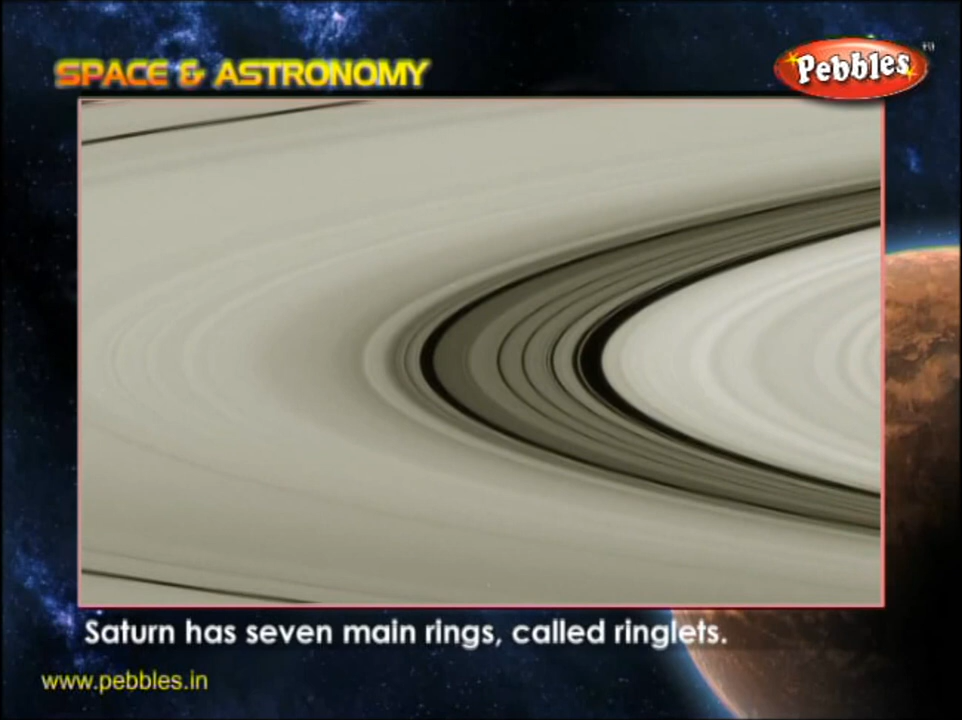 SPACE & ASTRONOMY
Pebbles
Saturn has seven main rings, called ringlets.
www.pebbles.in